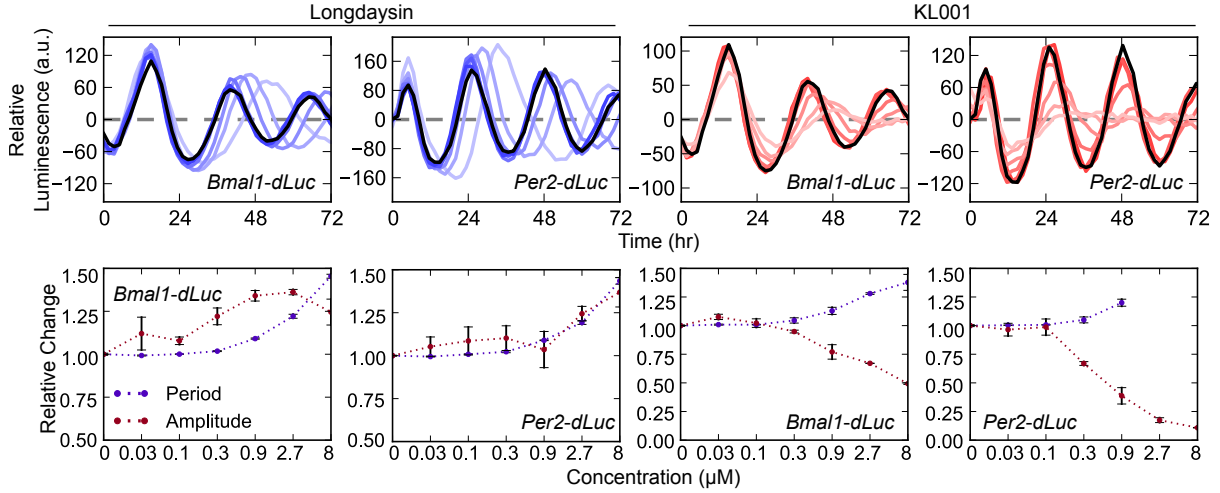 Longdaysin
KL001
Relative
Luminescence (a.u.)
120
60
0
−60
−120
Bmal1-dLuc
0 24 48 72
160
80
0
−80
−160
Per2-dLuc
0 24 48 72
100
50
0
−50
−100
Bmal1-dLuc
0 24 48 72
120
60
0
−60
−120
Per2-dLuc
0 24 48 72
Time (hr)
Relative Change
1.50
1.25
1.00
0.75
0.50
Bmal1-dLuc
Period
Amplitude
0 0.03 0.1 0.3 0.9 2.7 8
1.50
1.25
1.00
0.75
0.50
Per2-dLuc
0 0.03 0.1 0.3 0.9 2.7 8
1.50
1.25
1.00
0.75
0.50
0.25
0.00
Bmal1-dLuc
0 0.03 0.1 0.3 0.9 2.7 8
1.50
1.25
1.00
0.75
0.50
0.25
0.00
Per2-dLuc
0 0.03 0.1 0.3 0.9 2.7 8
Concentration (μM)